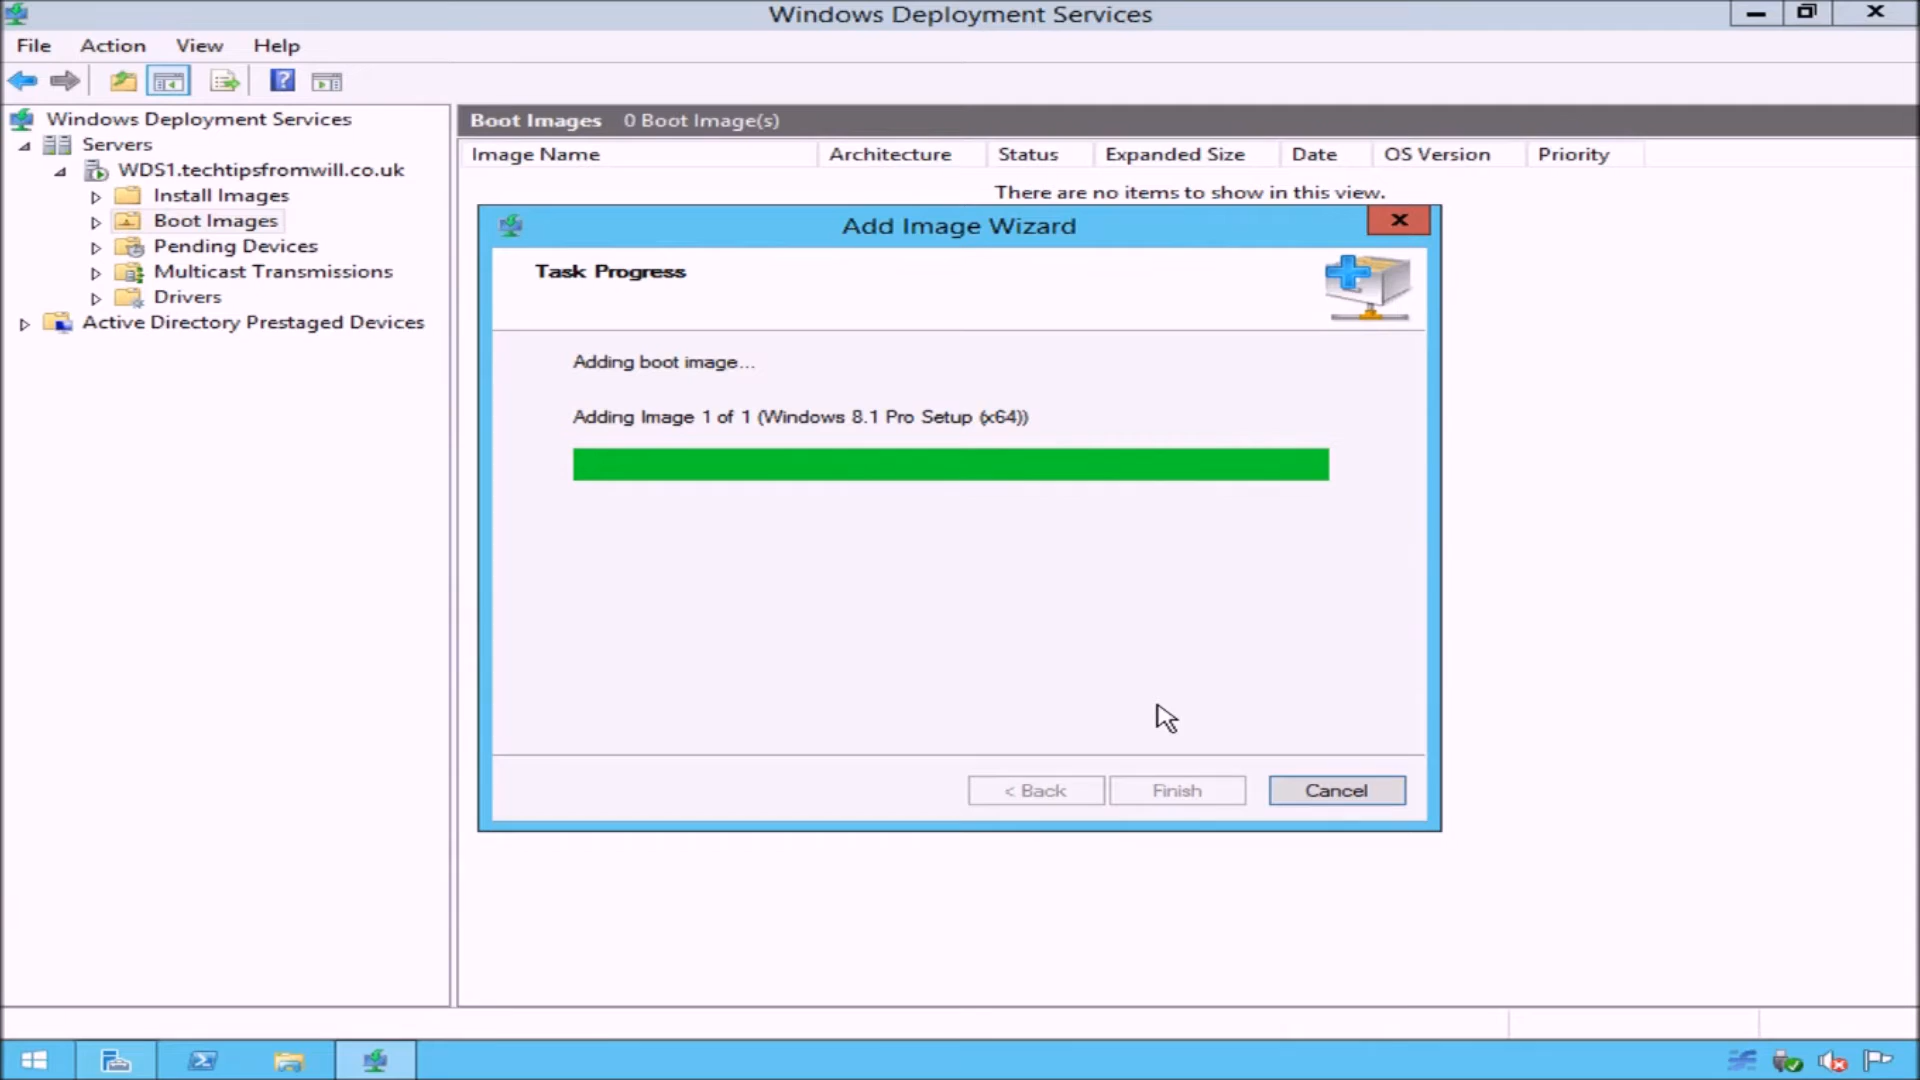 Windows Deployment Services
File Action View Help
Windows Deployment Services
Servers
WDS1.techtipsfromwill.co.uk
Install Images
Boot Images
Pending Devices
Multicast Transmissions
Drivers
Active Directory Prestaged Devices
Boot Images 0 Boot Image(s)
Image Name Architecture Status Expanded Size Date OS Version Priority
There are no items to show in this view.
Add Image Wizard
Task Progress
Adding boot image...
Adding Image 1 of 1 (Windows 8.1 Pro Setup (x64))
< Back Finish Cancel